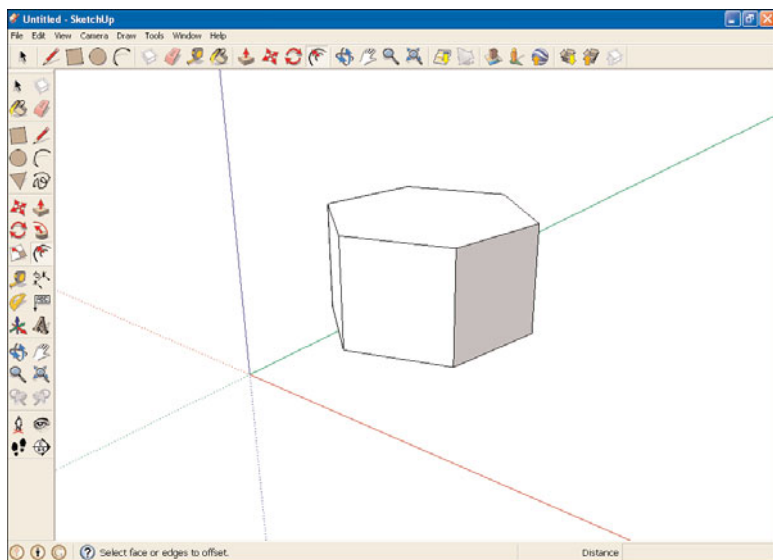 Untitled - SketchUp
File Edit View Camera Draw Tools Window Help
Select face or edges to offset.
Distance